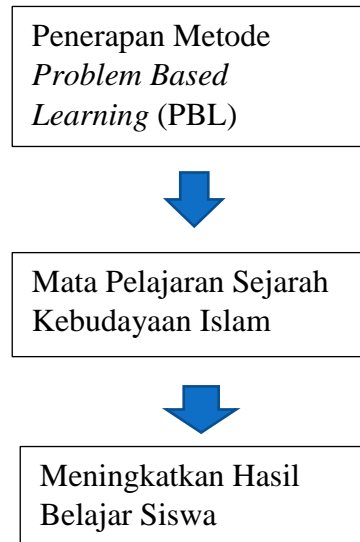 Penerapan Metode
Problem Based
Learning (PBL)
Mata Pelajaran Sejarah
Kebudayaan Islam
Meningkatkan Hasil
Belajar Siswa